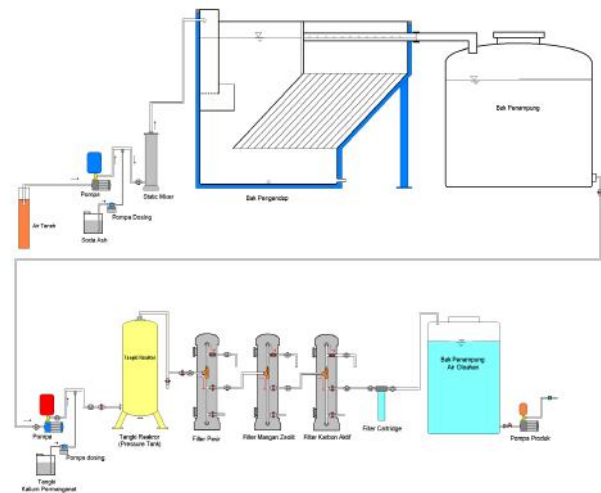 Bak Penampung
Pompa
Static Mixer
Bak Pengendap
Pompa Dosing
Air Tanah
Soda Ash
Tangki Reaktor
Bak Penampung
Air Olahan
Pompa
Tangki Reaktor
(Pressure Tank)
Filter Pasir
Filter Mangan Zeolit
Filter Karbon Aktif
Filter Cartridge
Pompa Produk
Pompa dosing
Tangki
Kalium Permanganat